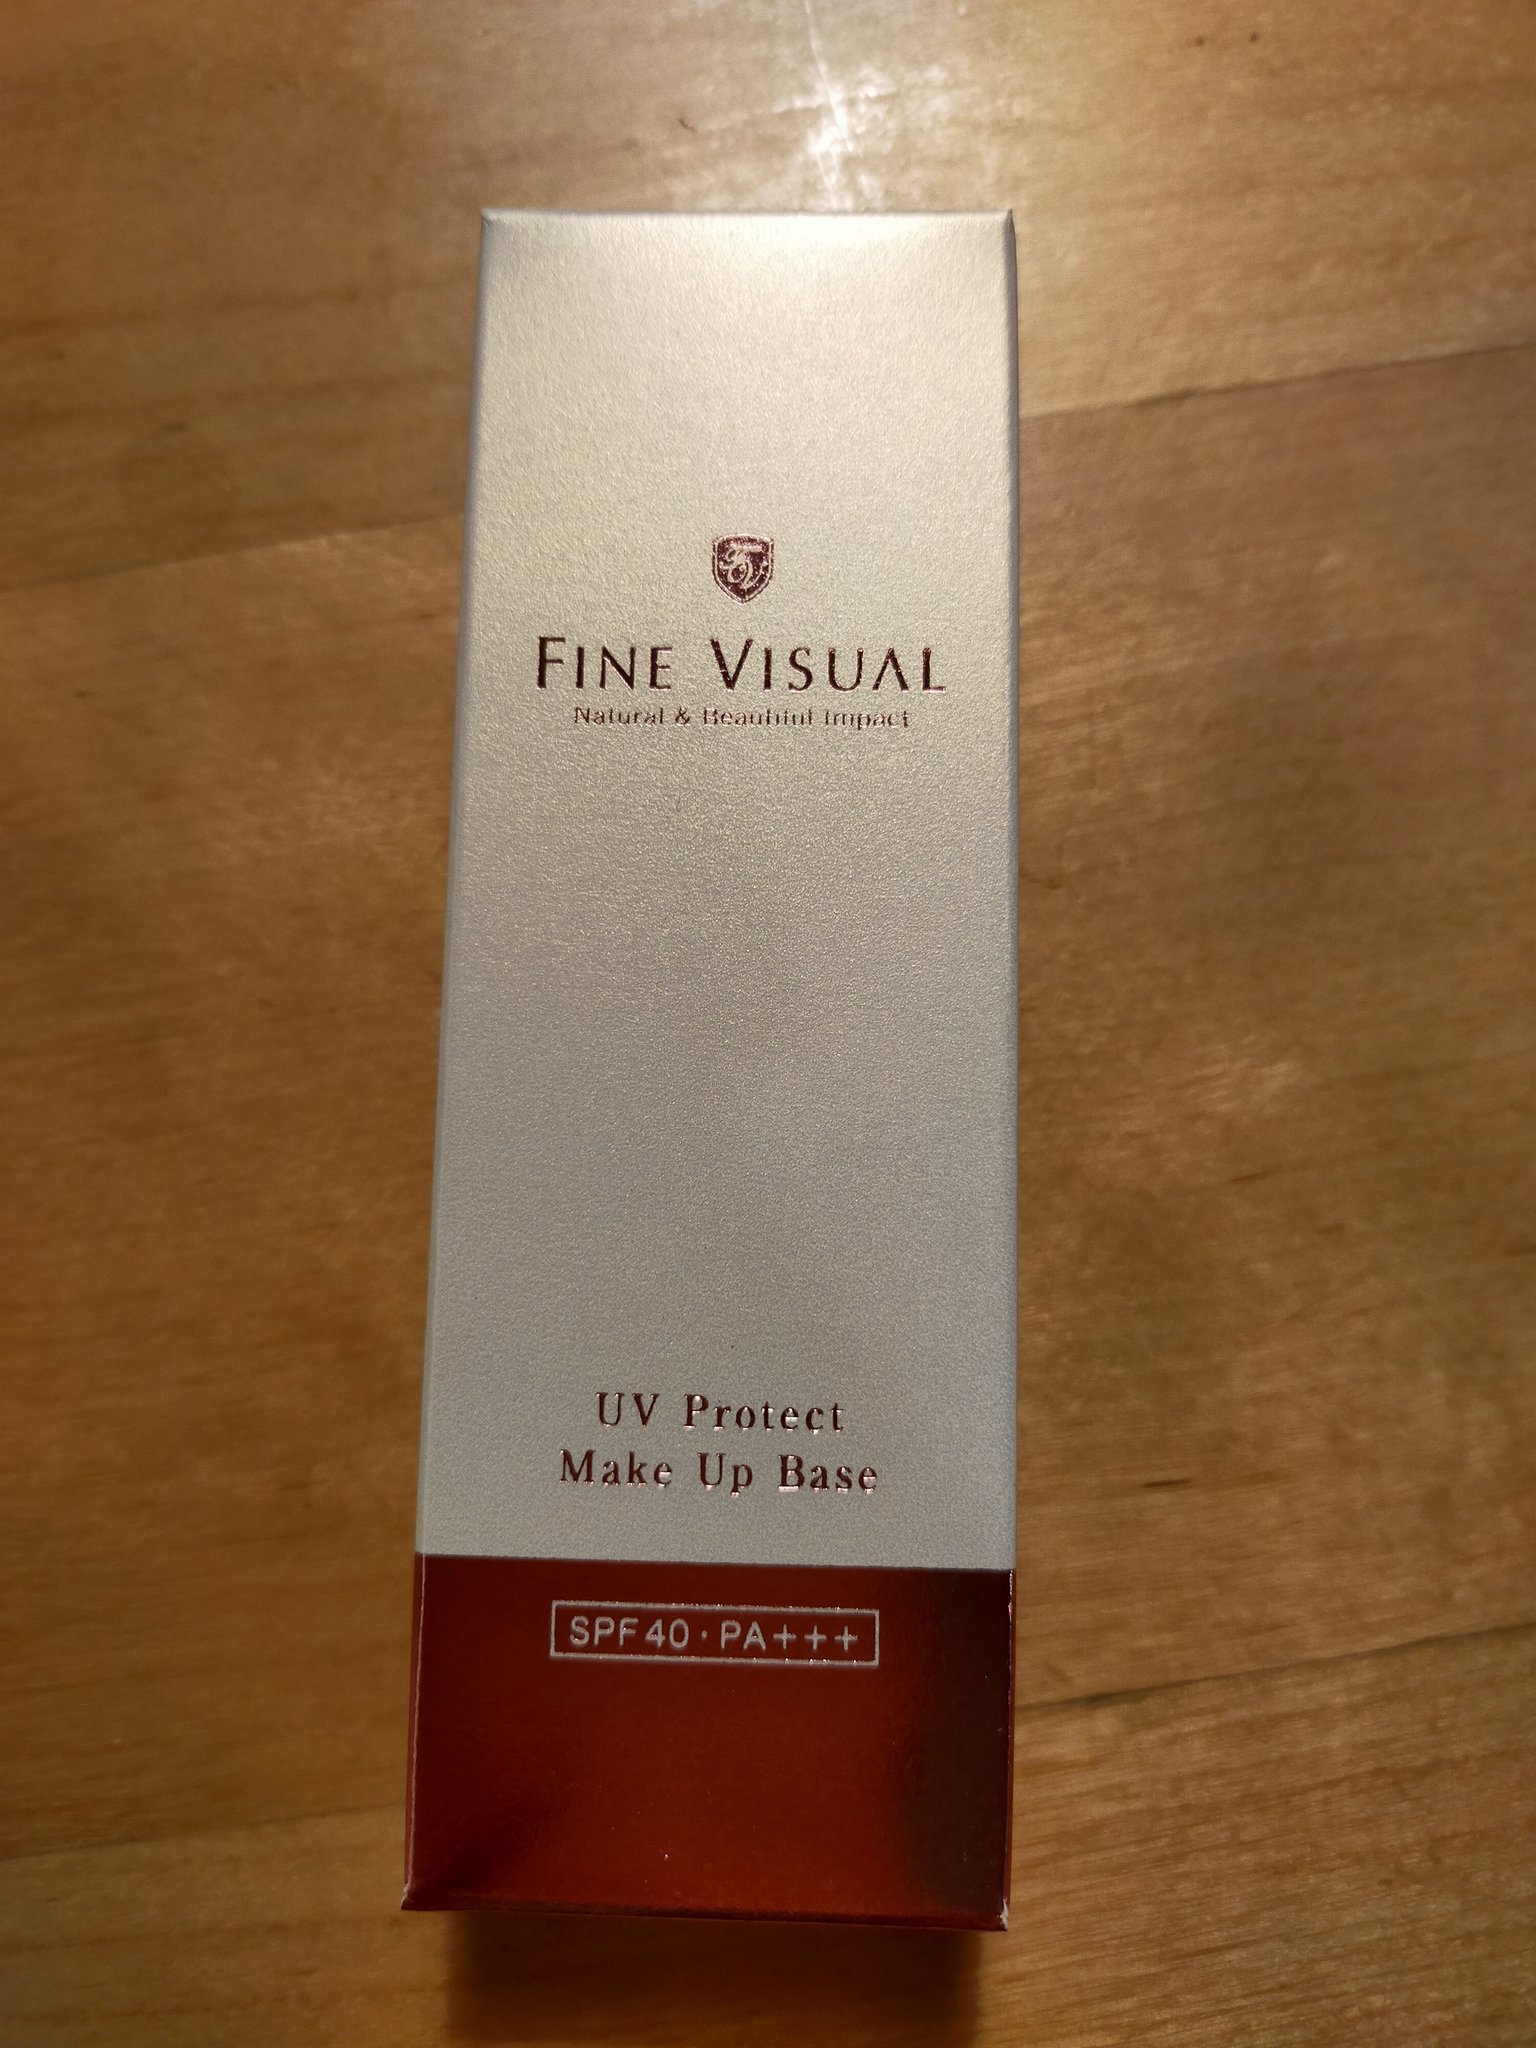 FINE VISUAL
Natural & Beautiful Impact
UV Protect
Make Up Base
SPF40・PA+++